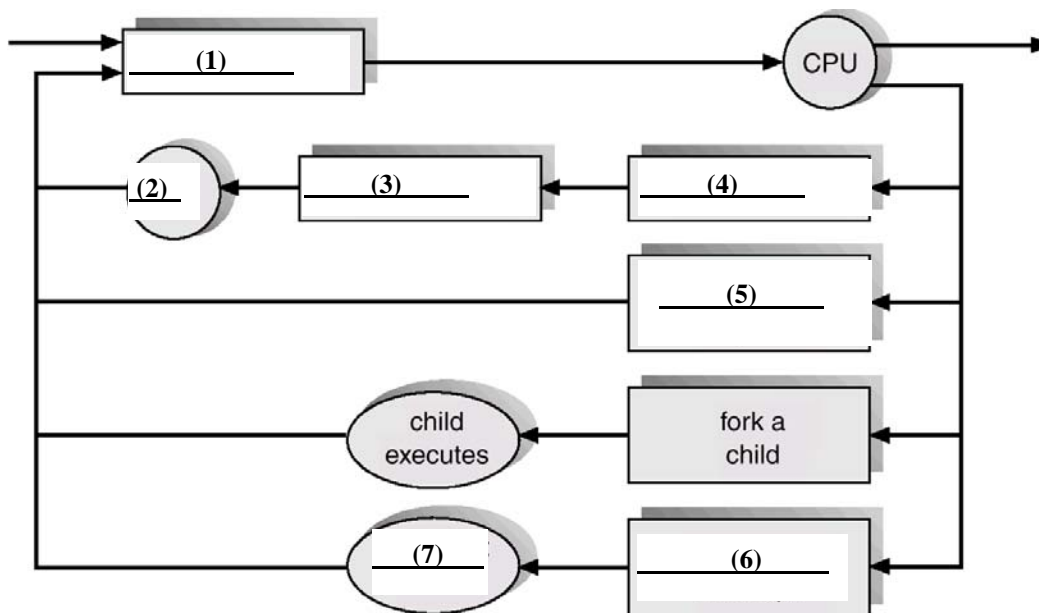 (1)
CPU
(2)
(3)
(4)
(5)
child
executes
fork a
child
(7)
(6)